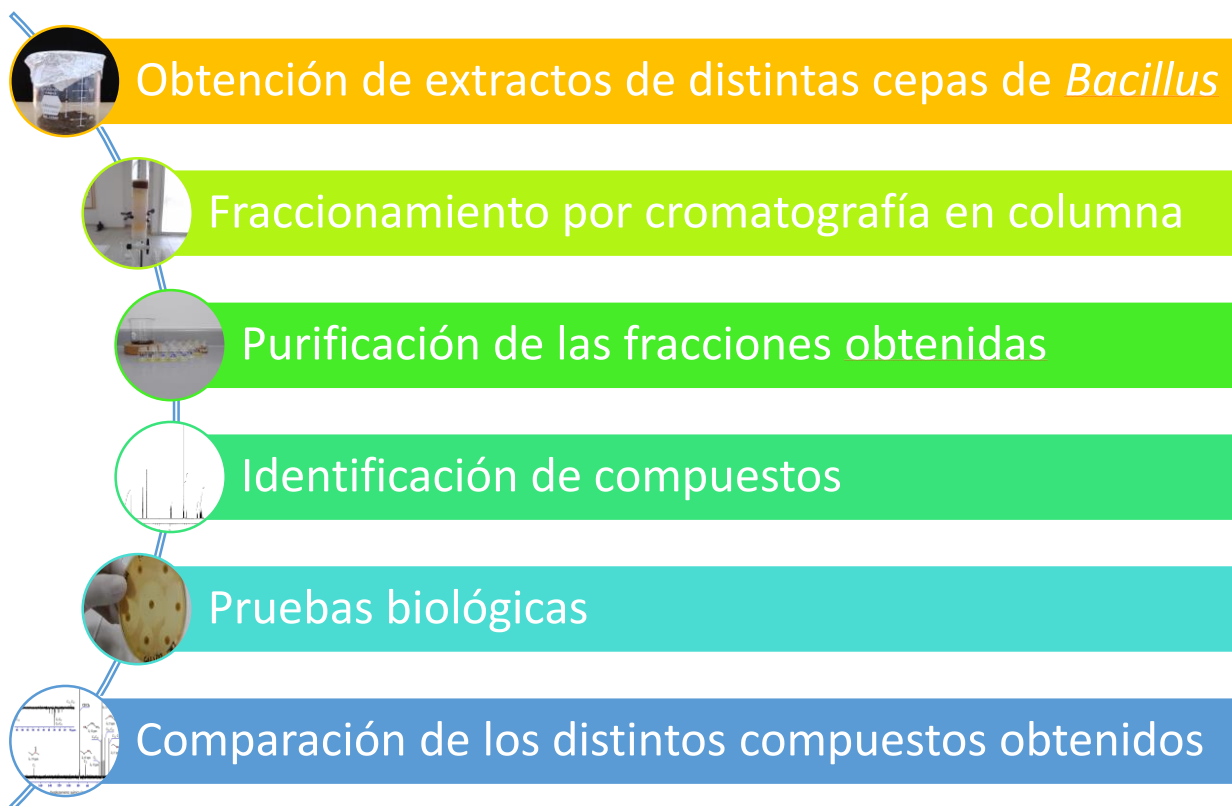 Obtención de extractos de distintas cepas de Bacillus
Fraccionamiento por cromatografía en columna
Purificación de las fracciones obtenidas
Identificación de compuestos
Pruebas biológicas
Comparación de los distintos compuestos obtenidos